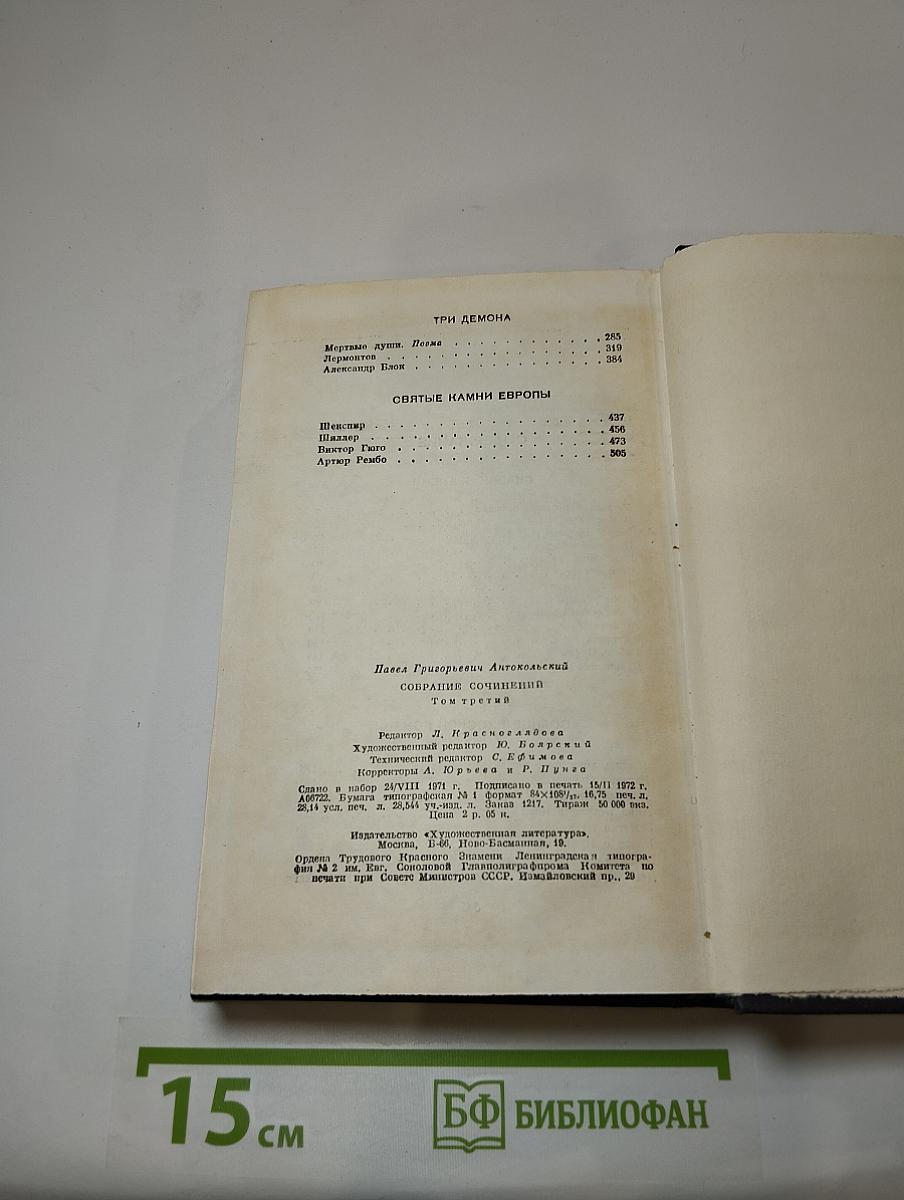 ТРИ ДЕМОНА
Мертвые души. Поэма . . . . . . . . . . . . 285
Лермонтов . . . . . . . . . . . . . . . . . 319
Александр Блок . . . . . . . . . . . . . . . 384
СВЯТЫЕ КАМНИ ЕВРОПЫ
Шекспир . . . . . . . . . . . . . . . . . . 437
Шиллер . . . . . . . . . . . . . . . . . . 456
Виктор Гюго . . . . . . . . . . . . . . . . 473
Артюр Рембо . . . . . . . . . . . . . . . . 505
Павел Григорьевич Антокольский
СОБРАНИЕ СОЧИНЕНИЙ
Том третий
Редактор Л. Красноглядова
Художественный редактор Ю. Боярский
Технический редактор С. Ефимова
Корректоры А. Юрьева и Р. Пунга
Сдано в набор 24/VIII 1971 г. Подписано в печать 15/II 1972 г.
А06722. Бумага типографская № 1 формат 84×108¹/₃₂. 16,75 печ. л.
28,14 усл. печ. л. 28,544 уч.-изд. л. Заказ 1217. Тираж 50 000 экз.
Цена 2 р. 05 к.
Издательство «Художественная литература».
Москва, Б-66, Ново-Басманная, 19.
Ордена Трудового Красного Знамени Ленинградская типогра-
фия № 2 им. Евг. Соколовой Главполиграфпрома Комитета по
печати при Совете Министров СССР. Измайловский пр., 29
15 см
БФ БИБЛИОФАН